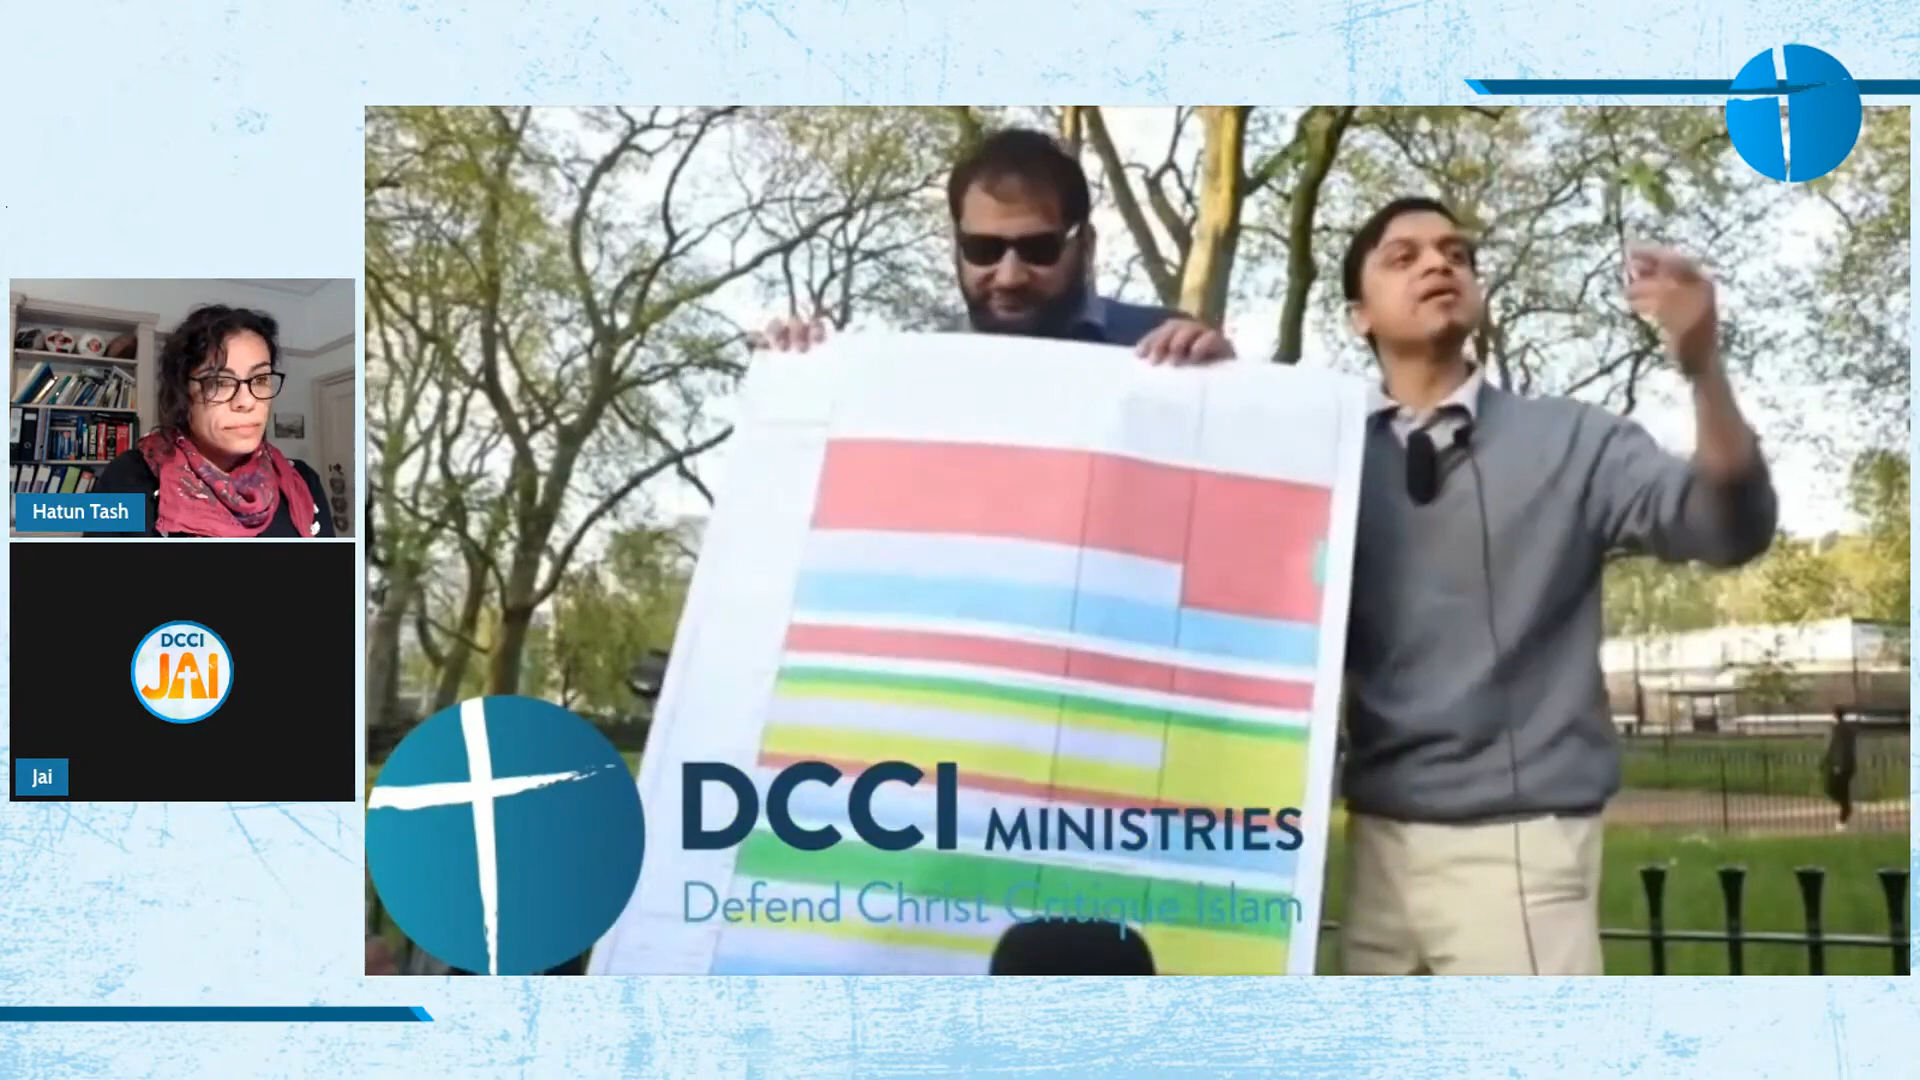 Hatun Tash
DCCI
JAI
Jai
DCCI MINISTRIES
Defend Christ Critique Islam